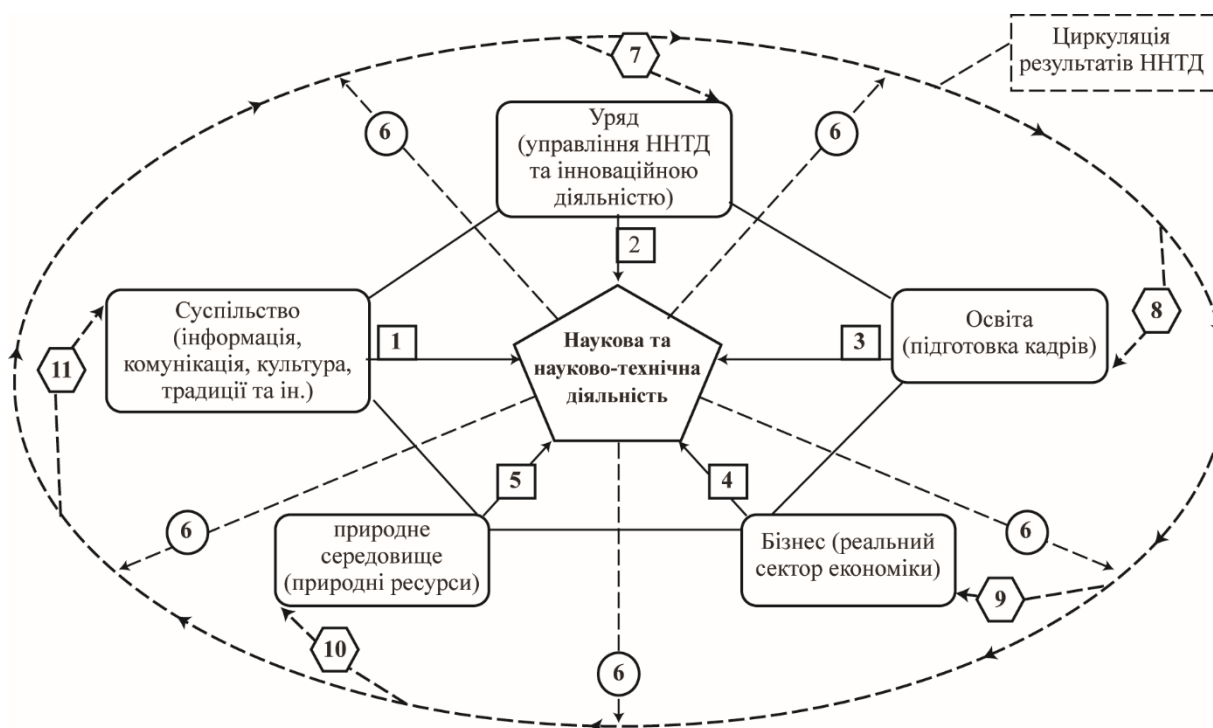 Циркуляція
результатів ННТД
7
6
6
Уряд
(управління ННТД
та інноваційною
діяльністю)
2
Суспільство
(інформація,
комунікація, культура,
традиції та ін.)
1
Наукова та
науково-технічна
діяльність
3
Освіта
(підготовка кадрів)
8
11
5
4
6
6
природне
середовище
(природні ресурси)
Бізнес (реальний
сектор економіки)
9
10
6